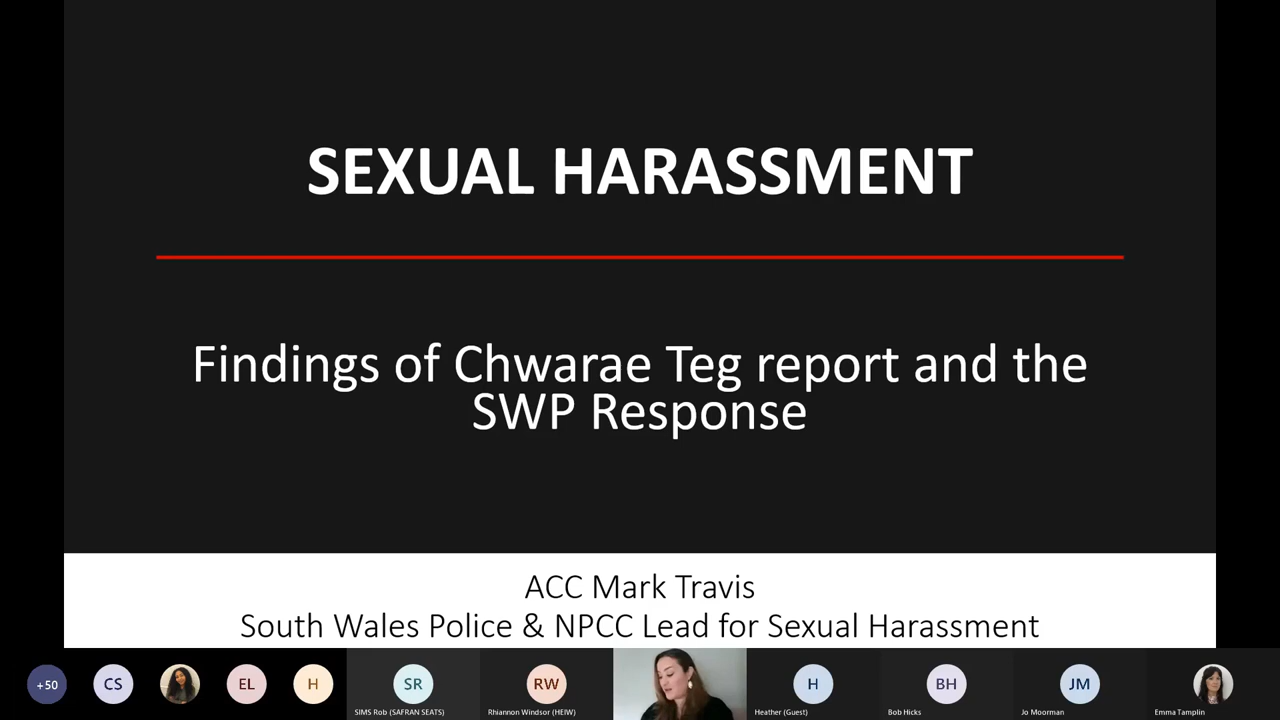 SEXUAL HARASSMENT
Findings of Chwarae Teg report and the
SWP Response
ACC Mark Travis
South Wales Police & NPCC Lead for Sexual Harassment
+50
CS
EL
H
SR
SIMS Rob (SAFRAN SEATS)
RW
Rhiannon Windsor (HEIW)
H
Heather (Guest)
BH
Bob Hicks
JM
Jo Moorman
Emma Tamplin